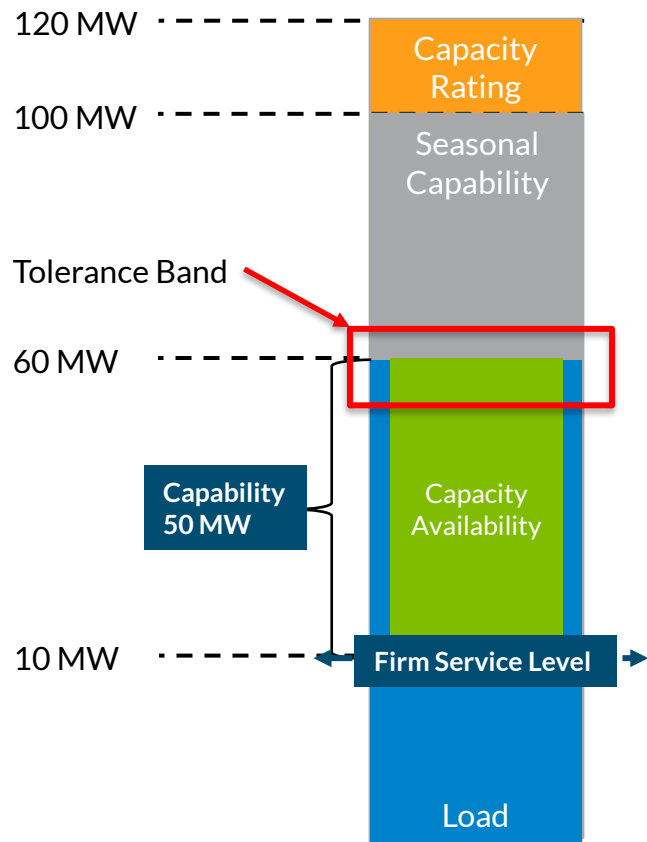 120 MW
Capacity
Rating
100 MW
Seasonal
Capability
Tolerance Band
60 MW
Capability
50 MW
Capacity
Availability
10 MW
Firm Service Level
Load